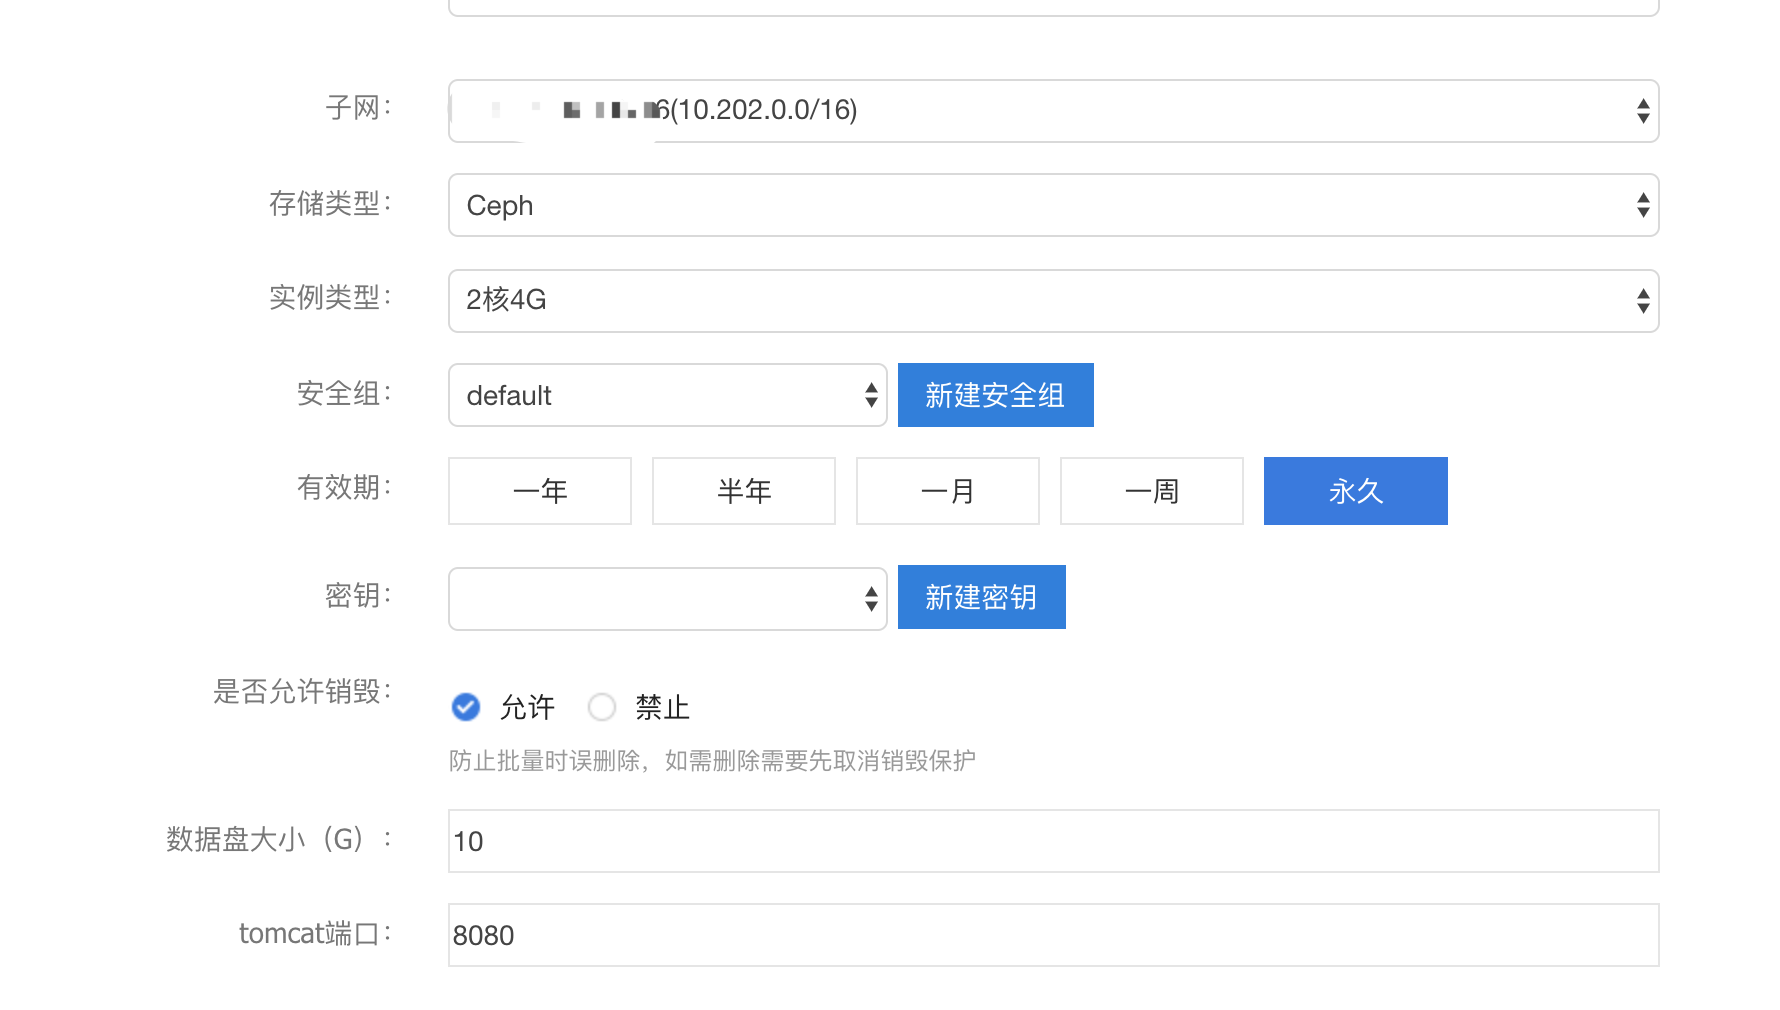 子网：
6(10.202.0.0/16)
存储类型：
Ceph
实例类型：
2核4G
安全组：
default
新建安全组
有效期：
一年
半年
一月
一周
永久
密钥：
新建密钥
是否允许销毁：
允许
禁止
防止批量时误删除，如需删除需要先取消销毁保护
数据盘大小（G）：
10
tomcat端口：
8080